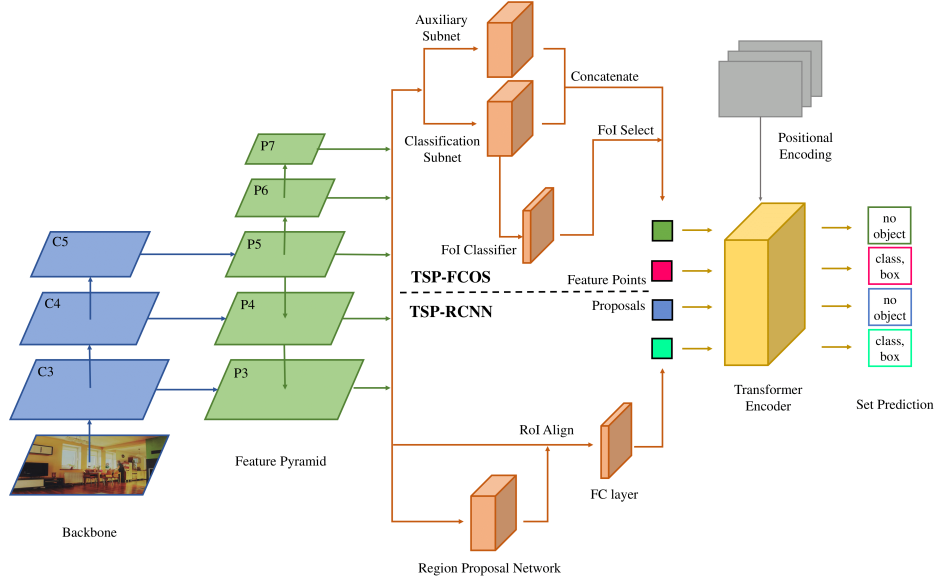 Auxiliary
Subnet
Concatenate
Classification
Subnet
FoI Select
FoI Classifier
Positional
Encoding
P7
P6
P5
P4
P3
C5
C4
C3
TSP-FCOS
TSP-RCNN
Feature Points
Proposals
no
object
class,
box
no
object
class,
box
Transformer
Encoder
Set Prediction
RoI Align
FC layer
Feature Pyramid
Backbone
Region Proposal Network